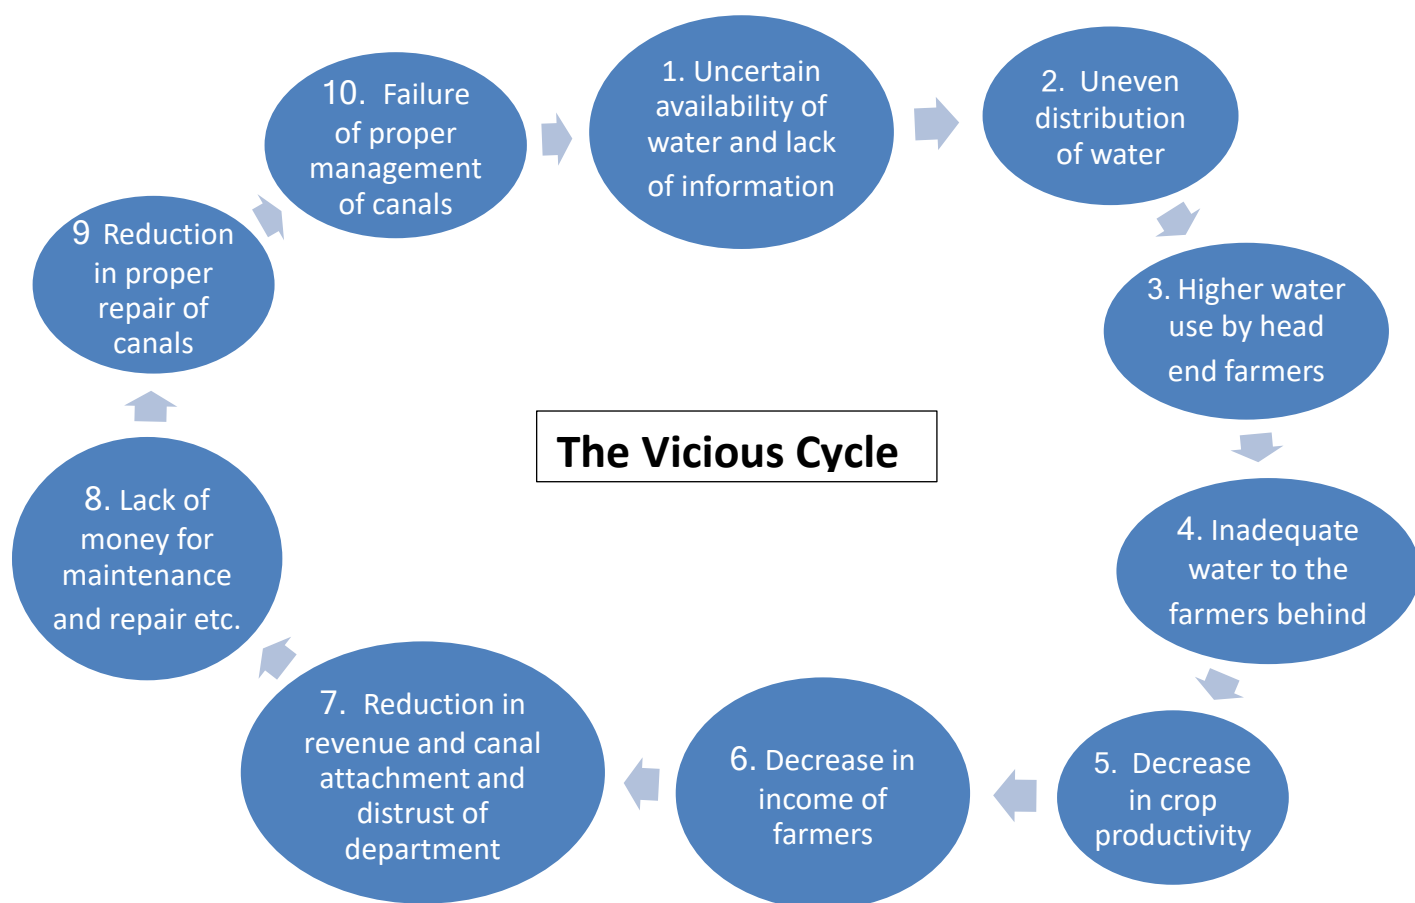 1. Uncertain
availability of
water and lack
of information
2. Uneven
distribution
of water
3. Higher water
use by head
end farmers
4. Inadequate
water to the
farmers behind
5. Decrease
in crop
productivity
6. Decrease in
income of
farmers
7. Reduction in
revenue and canal
attachment and
distrust of
department
8. Lack of
money for
maintenance
and repair etc.
9 Reduction
in proper
repair of
canals
10. Failure
of proper
management
of canals
The Vicious Cycle